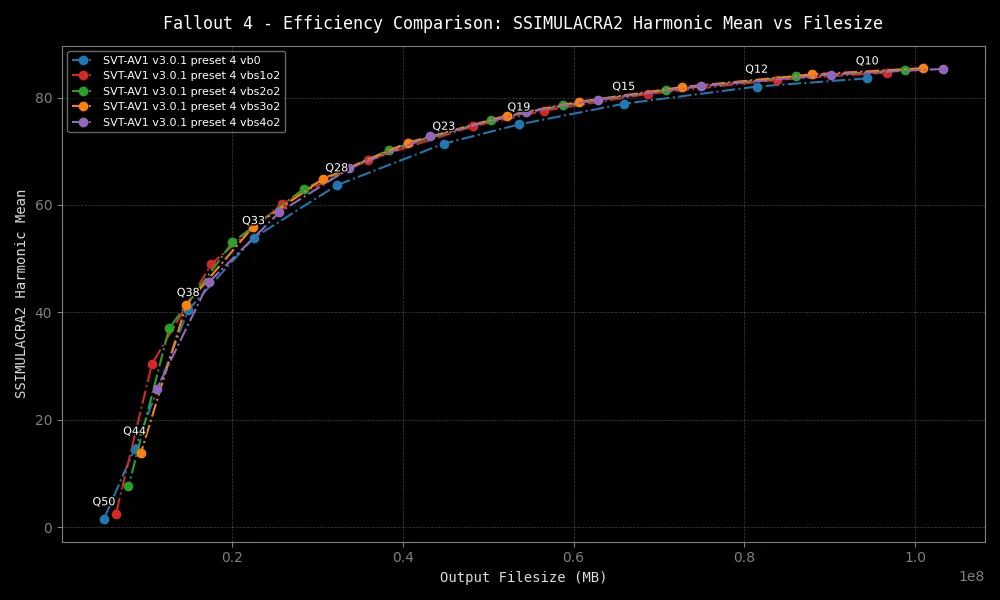 Fallout 4 - Efficiency Comparison: SSIMULACRA2 Harmonic Mean vs Filesize
SVT-AV1 v3.0.1 preset 4 vb0
SVT-AV1 v3.0.1 preset 4 vbs1o2
SVT-AV1 v3.0.1 preset 4 vbs2o2
SVT-AV1 v3.0.1 preset 4 vbs3o2
SVT-AV1 v3.0.1 preset 4 vbs4o2
SSIMULACRA2 Harmonic Mean
80
60
40
20
0
Q50
Q44
Q38
Q33
Q28
Q23
Q19
Q15
Q12
Q10
0.2
0.4
0.6
0.8
1.0
1e8
Output Filesize (MB)